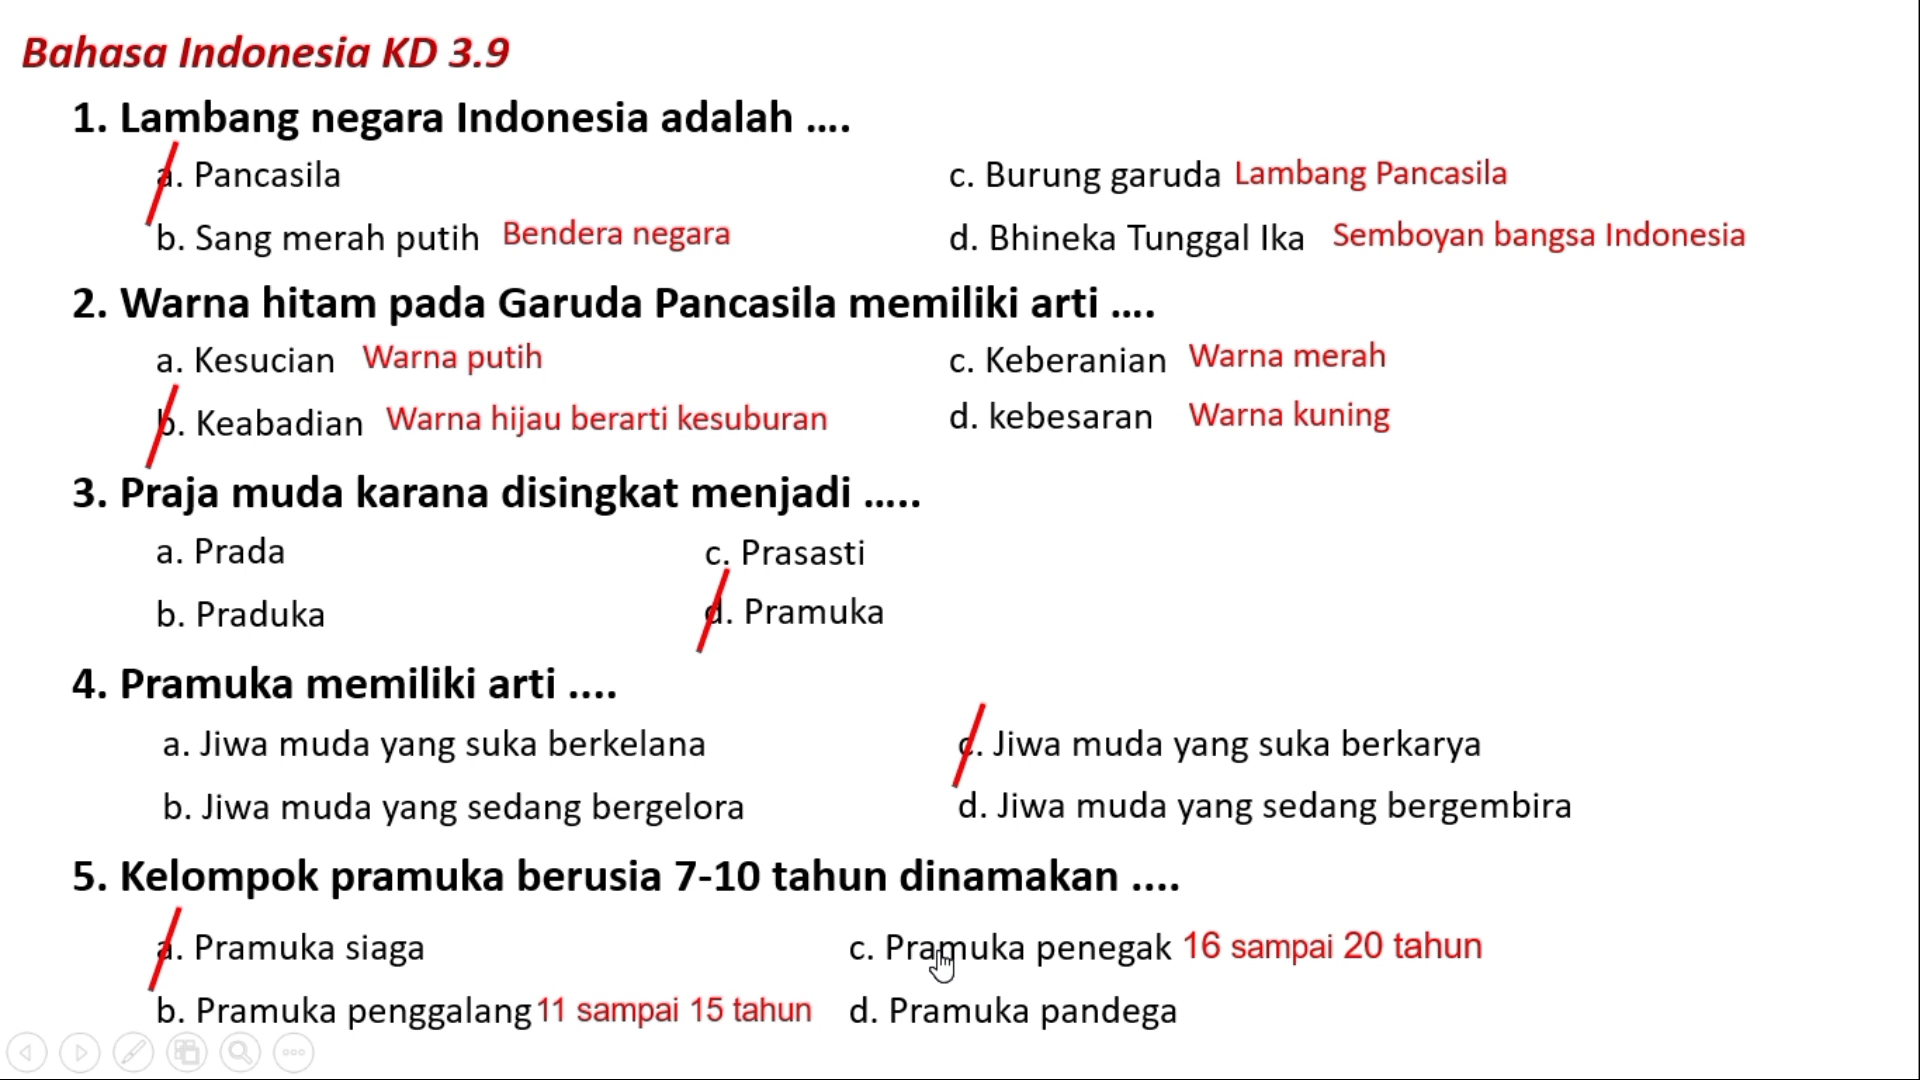 Bahasa Indonesia KD 3.9
1. Lambang negara Indonesia adalah ....
a. Pancasila
c. Burung garuda Lambang Pancasila
b. Sang merah putih Bendera negara
d. Bhineka Tunggal Ika Semboyan bangsa Indonesia
2. Warna hitam pada Garuda Pancasila memiliki arti ....
a. Kesucian Warna putih
c. Keberanian Warna merah
b. Keabadian Warna hijau berarti kesuburan
d. kebesaran Warna kuning
3. Praja muda karana disingkat menjadi .....
a. Prada
c. Prasasti
b. Praduka
d. Pramuka
4. Pramuka memiliki arti ....
a. Jiwa muda yang suka berkelana
c. Jiwa muda yang suka berkarya
b. Jiwa muda yang sedang bergelora
d. Jiwa muda yang sedang bergembira
5. Kelompok pramuka berusia 7-10 tahun dinamakan ....
a. Pramuka siaga
c. Pramuka penegak 16 sampai 20 tahun
b. Pramuka penggalang 11 sampai 15 tahun
d. Pramuka pandega